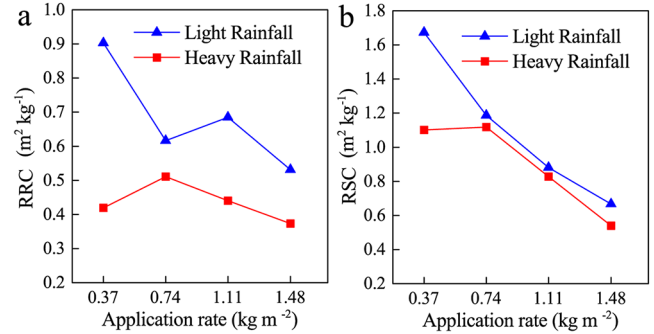 a
1.0
0.9
0.8
0.7
0.6
0.5
0.4
0.3
0.2
RRC (m² kg⁻¹)
Light Rainfall
Heavy Rainfall
0.37 0.74 1.11 1.48
Application rate (kg m ⁻²)
b
1.8
1.6
1.4
1.2
1.0
0.8
0.6
0.4
0.2
RSC (m² kg⁻¹)
Light Rainfall
Heavy Rainfall
0.37 0.74 1.11 1.48
Application rate (kg m ⁻²)